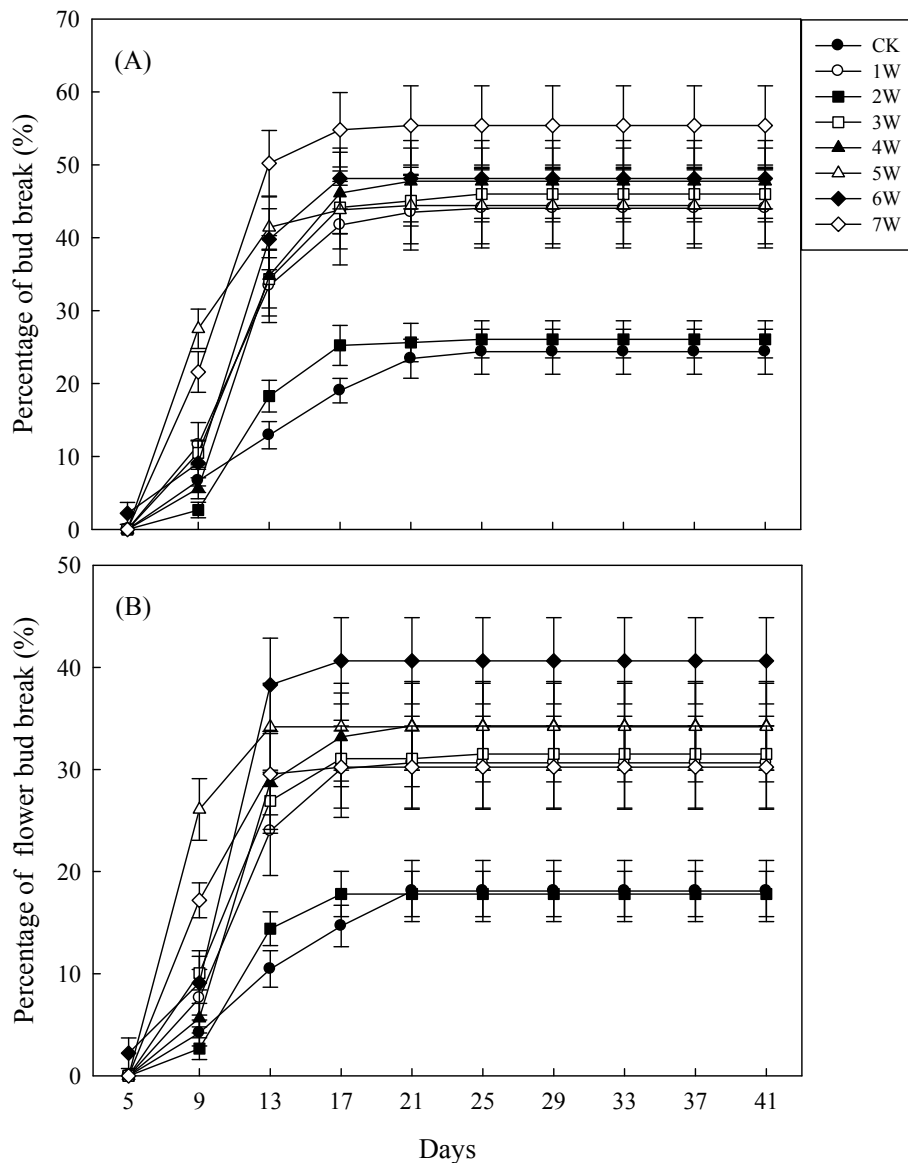 70
60
50
40
30
20
10
0
(A)
Percentage of bud break (%)
CK
1W
2W
3W
4W
5W
6W
7W
50
40
30
20
10
0
(B)
Percentage of flower bud break (%)
5 9 13 17 21 25 29 33 37 41
Days